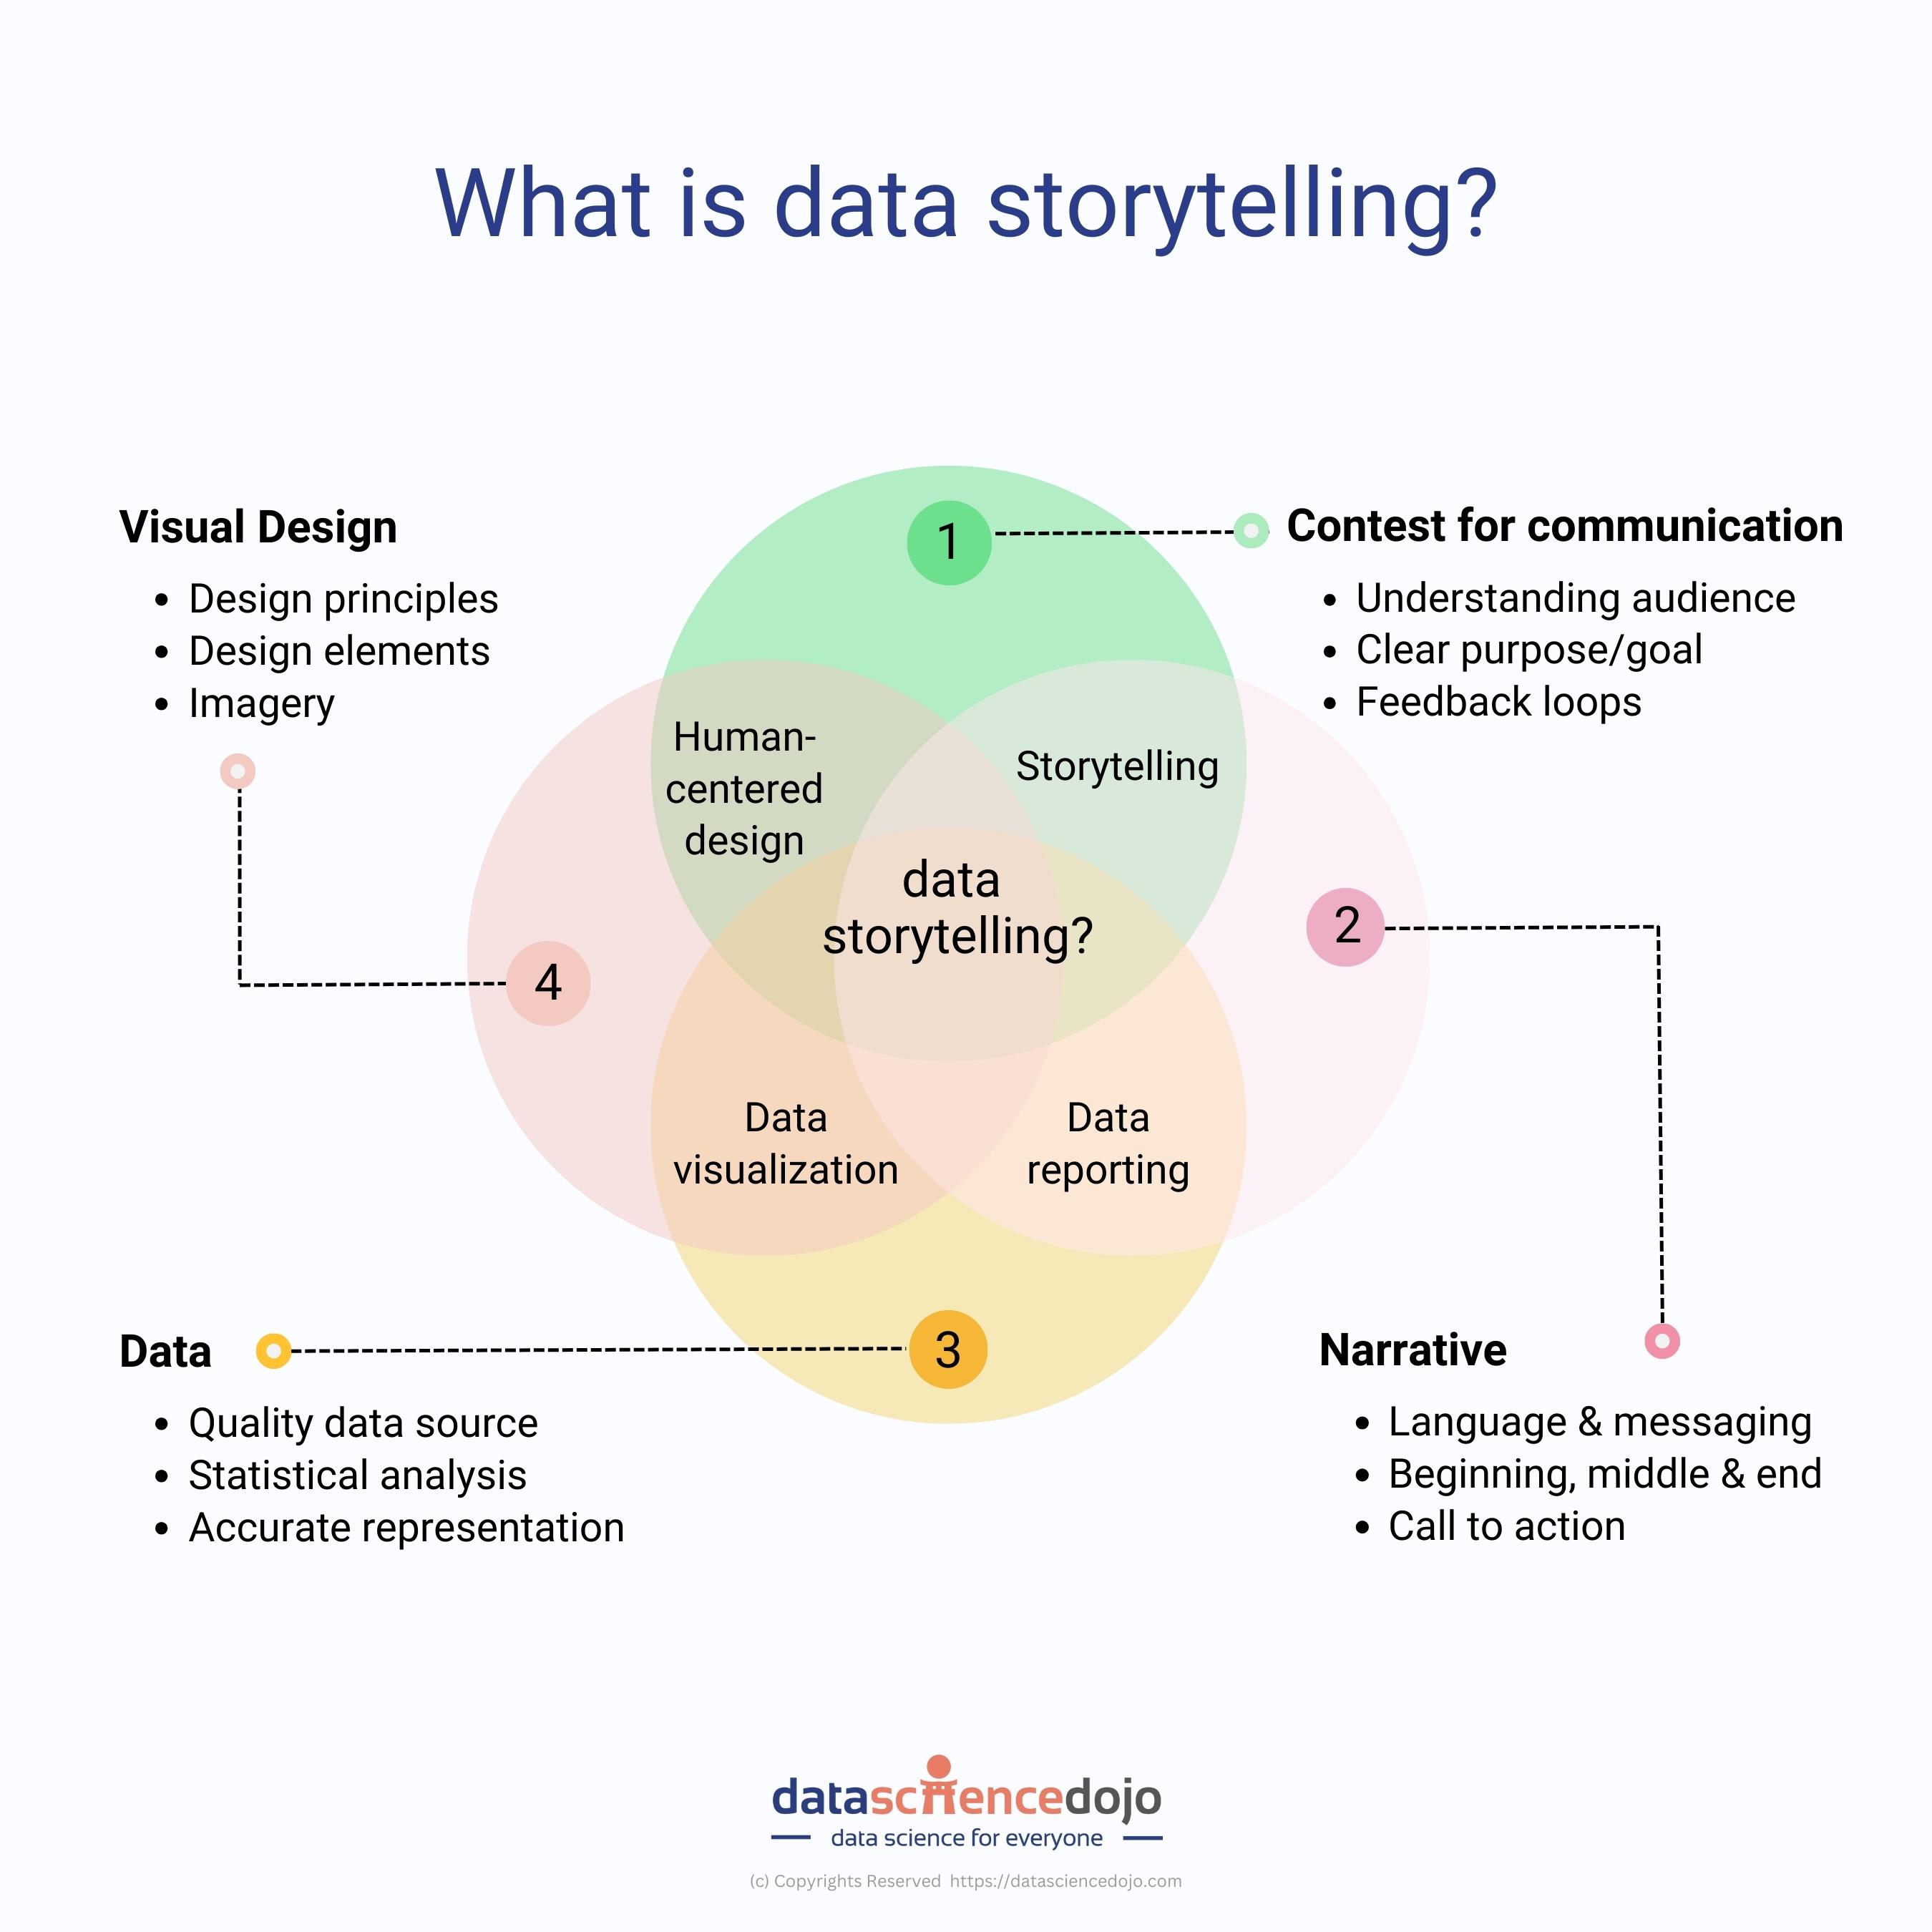 What is data storytelling?
Visual Design
• Design principles
• Design elements
• Imagery
1
Contest for communication
• Understanding audience
• Clear purpose/goal
• Feedback loops
Human-
centered
design
Storytelling
data
storytelling?
2
4
Data
visualization
Data
reporting
Data
• Quality data source
• Statistical analysis
• Accurate representation
3
Narrative
• Language & messaging
• Beginning, middle & end
• Call to action
datasciencedojo
data science for everyone
(c) Copyrights Reserved https://datasciencedojo.com